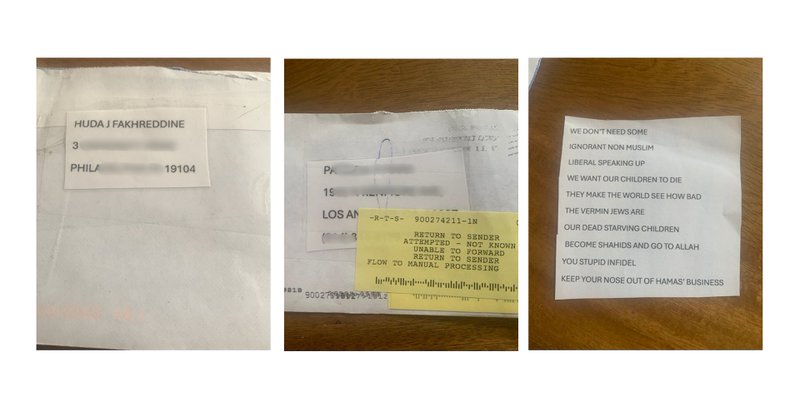 HUDA J FAKHREDDINE
3
PHILA 19104
PA
19
LOS AN
-R-T-S- 900274211-1N
RETURN TO SENDER
ATTEMPTED - NOT KNOWN
UNABLE TO FORWARD
RETURN TO SENDER
FLOW TO MANUAL PROCESSING
WE DON'T NEED SOME
IGNORANT NON MUSLIM
LIBERAL SPEAKING UP
WE WANT OUR CHILDREN TO DIE
THEY MAKE THE WORLD SEE HOW BAD
THE VERMIN JEWS ARE
OUR DEAD STARVING CHILDREN
BECOME SHAHIDS AND GO TO ALLAH
YOU STUPID INFIDEL
KEEP YOUR NOSE OUT OF HAMAS' BUSINESS